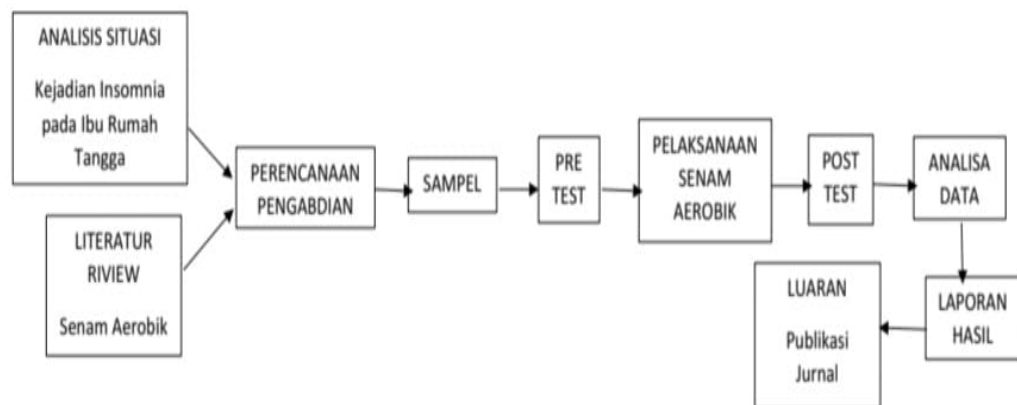 ANALISIS SITUASI
Kejadian Insomnia
pada Ibu Rumah
Tangga
LITERATUR
RIVIEW
Senam Aerobik
PERENCANAAN
PENGABDIAN
SAMPEL
PRE
TEST
PELAKSANAAN
SENAM
AEROBIK
POST
TEST
ANALISA
DATA
LAPORAN
HASIL
LUARAN
Publikasi
Jurnal